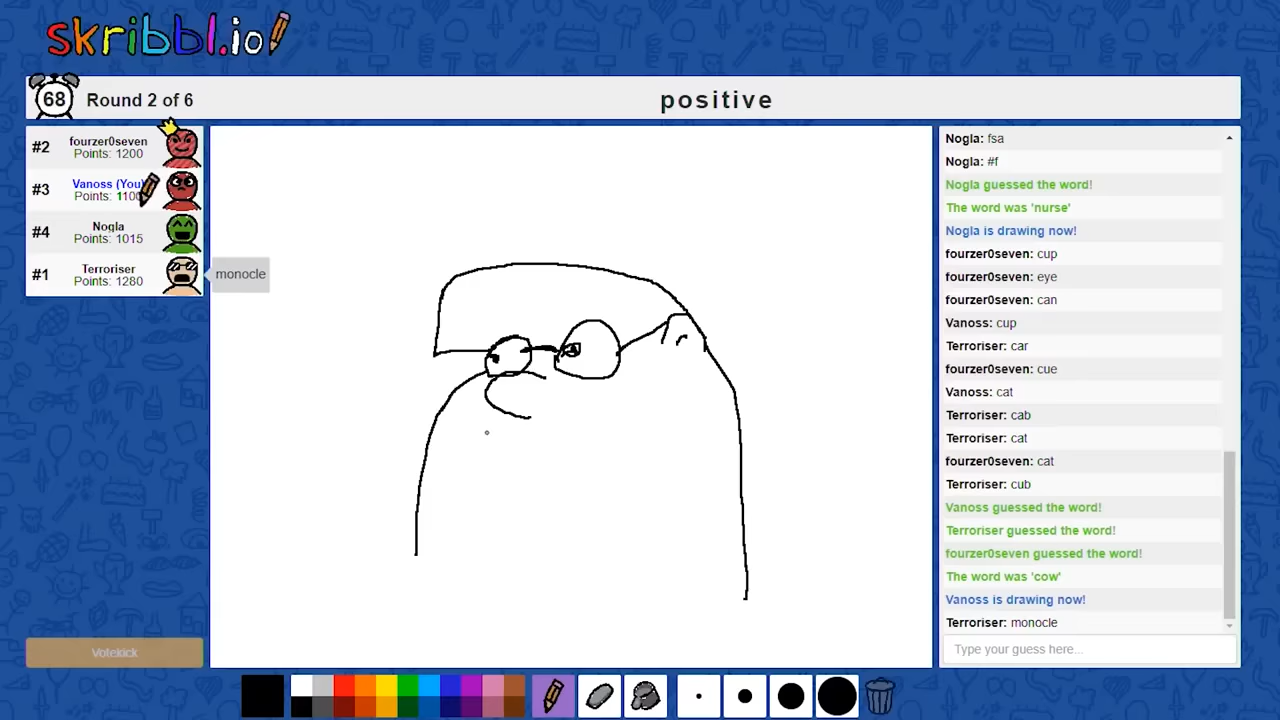 skribbl.io
68
Round 2 of 6
positive
#2
fourzer0seven
Points: 1200
#3
Vanoss (You)
Points: 1100
#4
Nogla
Points: 1015
#1
Terroriser
Points: 1280
monocle
Votekick
Nogla: fsa
Nogla: #f
Nogla guessed the word!
The word was 'nurse'
Nogla is drawing now!
fourzer0seven: cup
fourzer0seven: eye
fourzer0seven: can
Vanoss: cup
Terroriser: car
fourzer0seven: cue
Vanoss: cat
Terroriser: cab
Terroriser: cat
fourzer0seven: cat
Terroriser: cub
Vanoss guessed the word!
Terroriser guessed the word!
fourzer0seven guessed the word!
The word was 'cow'
Vanoss is drawing now!
Terroriser: monocle
Type your guess here...